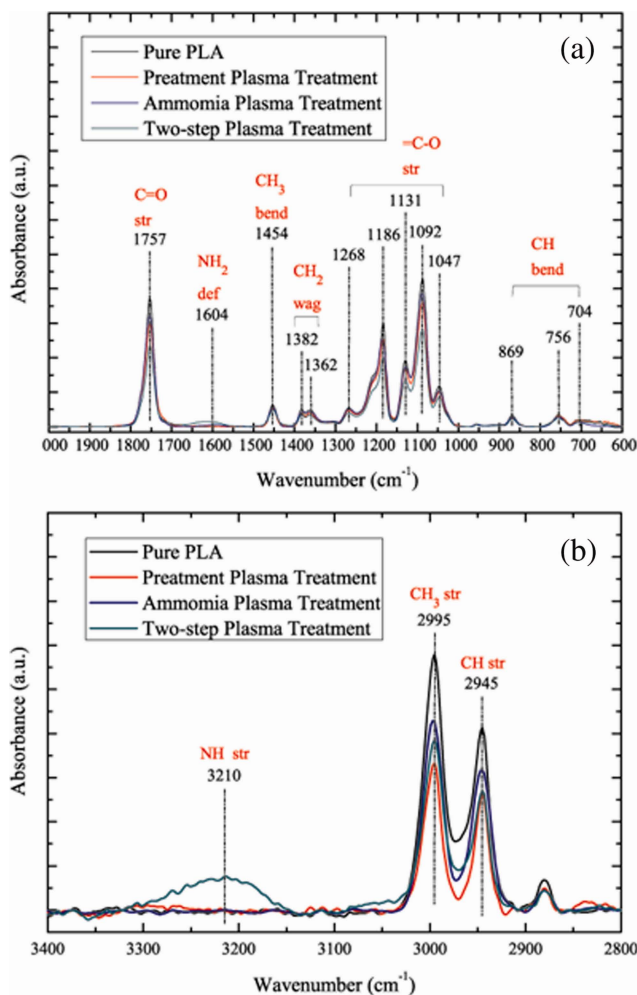 (a)
Pure PLA
Preatment Plasma Treatment
Ammomia Plasma Treatment
Two-step Plasma Treatment
Absorbance (a.u.)
C=O
str
1757
NH2
def
1604
CH3
bend
1454
CH2
wag
1382
1362
=C-O
str
1268
1186
1131
1092
1047
CH
bend
869
756
704
000 1900 1800 1700 1600 1500 1400 1300 1200 1100 1000 900 800 700 600
Wavenumber (cm-1)
(b)
Pure PLA
Preatment Plasma Treatment
Ammomia Plasma Treatment
Two-step Plasma Treatment
Absorbance (a.u.)
NH str
3210
CH3 str
2995
CH str
2945
3400 3300 3200 3100 3000 2900 2800
Wavenumber (cm-1)